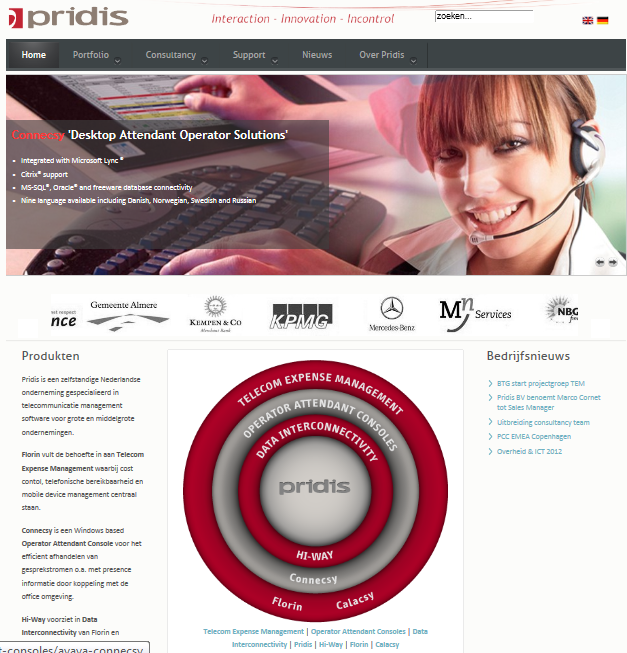 pridis
Interaction - Innovation - Incontrol
zoeken...
Home Portfolio Consultancy Support Nieuws Over Pridis
Connecsy 'Desktop Attendant Operator Solutions'
Integrated with Microsoft Lync ®
Citrix® support
MS-SQL®, Oracle® and freeware database connectivity
Nine language available including Danish, Norwegian, Swedish and Russian
nce
Gemeente Almere
KEMPEN & CO
Merchant Bank
KPMG
Mercedes-Benz
Mn Services
NBG
Produkten
Pridis is een zelfstandige Nederlandse
onderneming gespecialieerd in
telecommunicatie management
software voor grote en middelgrote
ondernemingen.
Florin vult de behoefte in aan Telecom
Expense Management waarbij cost
contol, telefonische bereikbaarheid en
mobile device management centraal
staan.
Connecsy is een Windows based
Operator Attendant Console voor het
efficient afhandelen van
gesprekstromen o.a. met presence
informatie door koppeling met de
office omgeving.
Hi-Way voorziet in Data
Interconnectivity van Florin en
TELECOM EXPENSE MANAGEMENT
OPERATOR ATTENDANT CONSOLES
DATA INTERCONNECTIVITY
pridis
HI-WAY
Connecsy
Florin Calacsy
Telecom Expense Management | Operator Attendant Consoles | Data
Interconnectivity | Pridis | Hi-Way | Florin | Calacsy
Bedrijfsnieuws
BTG start projectgroep TEM
Pridis BV benoemt Marco Cornet
tot Sales Manager
Uitbreiding consultancy team
PCC EMEA Copenhagen
Overheid & ICT 2012
t-consoles/avaya-connecsy